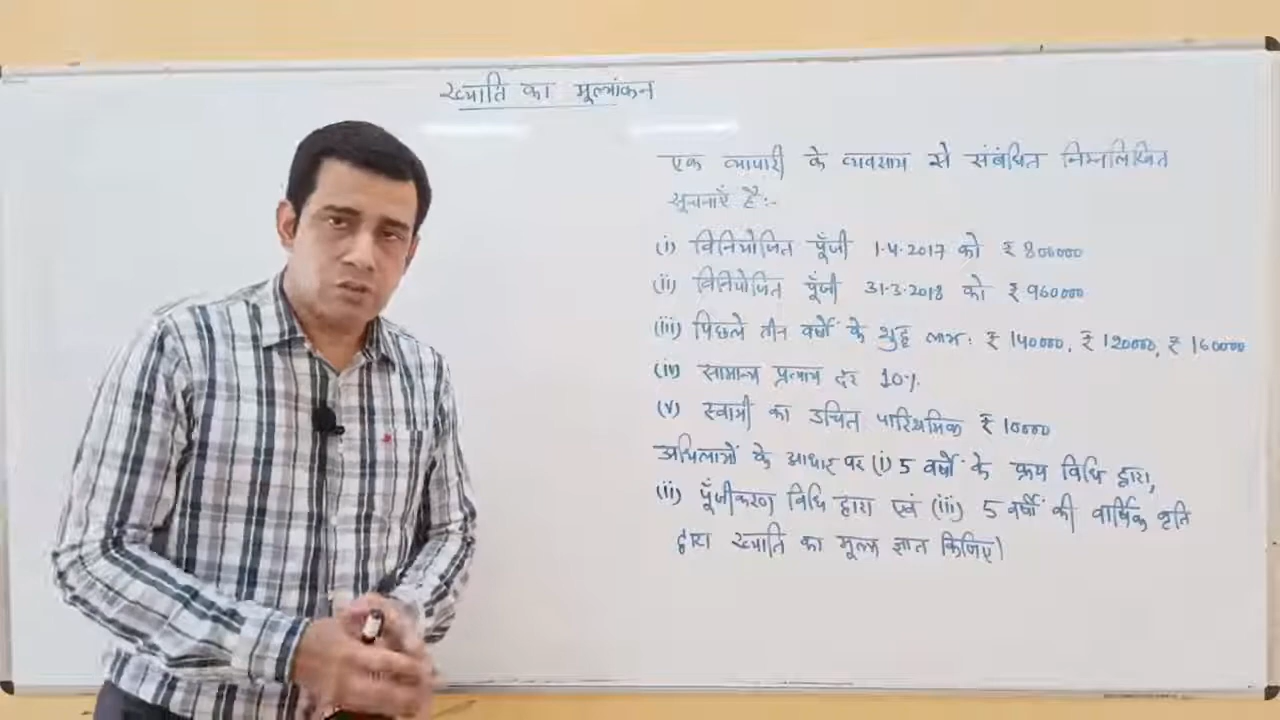 ख्याति का मूल्यांकन
एक व्यापारी के व्यवसाय से संबंधित निम्नलिखित
सूचनाएँ है:-
(i) विनियोजित पूँजी 1.4.2017 को ₹ 800000
(ii) विनियोजित पूँजी 31.3.2018 को ₹ 960000
(iii) पिछले तीन वर्षों के शुद्ध लाभ: ₹ 140000, ₹ 120000, ₹ 160000
(iv) सामान्य प्रत्याय दर 10%
(v) स्वामी का उचित पारिश्रमिक ₹ 10000
अधिलाभों के आधार पर (i) 5 वर्षों के क्रय विधि द्वारा,
(ii) पूँजीकरण विधि द्वारा एवं (iii) 5 वर्षों की वार्षिक वृति
द्वारा ख्याति का मूल्य ज्ञात किजिए।